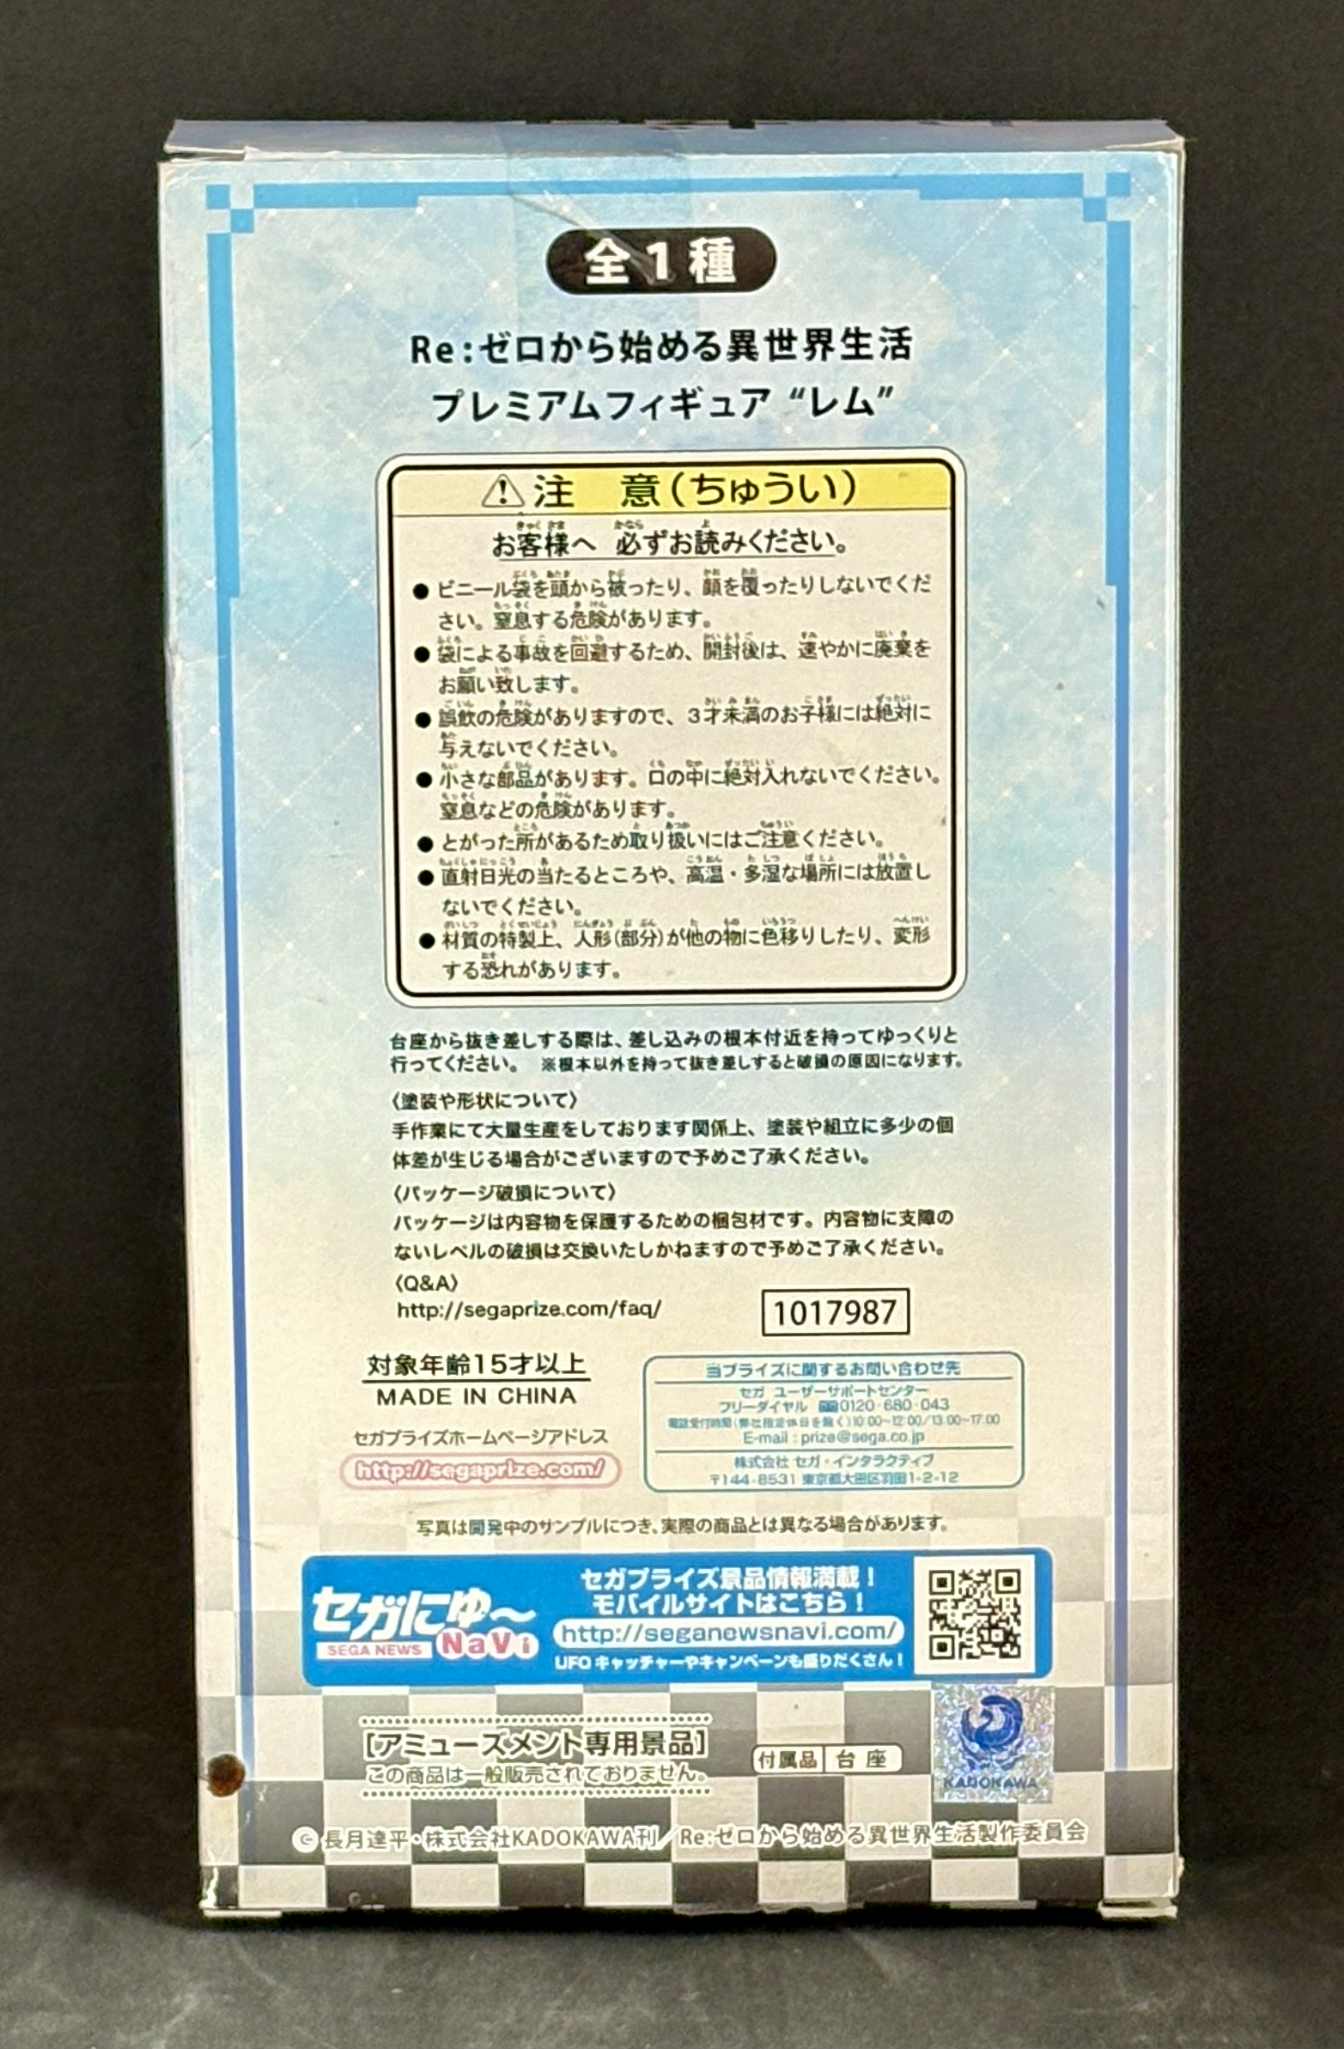 全1種
Re:ゼロから始める異世界生活
プレミアムフィギュア “レム”
⚠注 意(ちゅうい)
お客様へ 必ずお読みください。
●ビニール袋を頭から被ったり、顔を覆ったりしないでくだ
さい。窒息する危険があります。
●袋による事故を回避するため、開封後は、速やかに廃棄を
お願い致します。
●誤飲の危険がありますので、3才未満のお子様には絶対に
与えないでください。
●小さな部品があります。口の中に絶対入れないでください。
窒息などの危険があります。
●とがった所があるため取り扱いにはご注意ください。
●直射日光の当たるところや、高温・多湿な場所には放置し
ないでください。
●材質の特製上、人形(部分)が他の物に色移りしたり、変形
する恐れがあります。
台座から抜き差しする際は、差し込みの根本付近を持ってゆっくりと
行ってください。 ※根本以外を持って抜き差しすると破損の原因になります。
〈塗装や形状について〉
手作業にて大量生産をしております関係上、塗装や組立に多少の個
体差が生じる場合がございますので予めご了承ください。
〈パッケージ破損について〉
パッケージは内容物を保護するための梱包材です。内容物に支障の
ないレベルの破損は交換いたしかねますので予めご了承ください。
〈Q&A〉
http://segaprize.com/faq/
1017987
対象年齢15才以上
MADE IN CHINA
セガプライズホームページアドレス
http://segaprize.com/
当プライズに関するお問い合わせ先
セガ ユーザーサポートセンター
フリーダイヤル 0120-680-043
電話受付時間(弊社指定休日を除く)10:00~12:00/13:00~17:00
E-mail : prize@sega.co.jp
株式会社 セガ・インタラクティブ
〒144-8531 東京都大田区羽田1-2-12
写真は開発中のサンプルにつき、実際の商品とは異なる場合があります。
セガにゅ~
SEGA NEWS NaVi
セガプライズ景品情報満載!
モバイルサイトはこちら!
http://seganewsnavi.com/
UFOキャッチャーやキャンペーンも盛りだくさん!
[アミューズメント専用景品]
この商品は一般販売されておりません。
付属品 台座
KADOKAWA
© 長月達平・株式会社KADOKAWA刊/Re:ゼロから始める異世界生活製作委員会